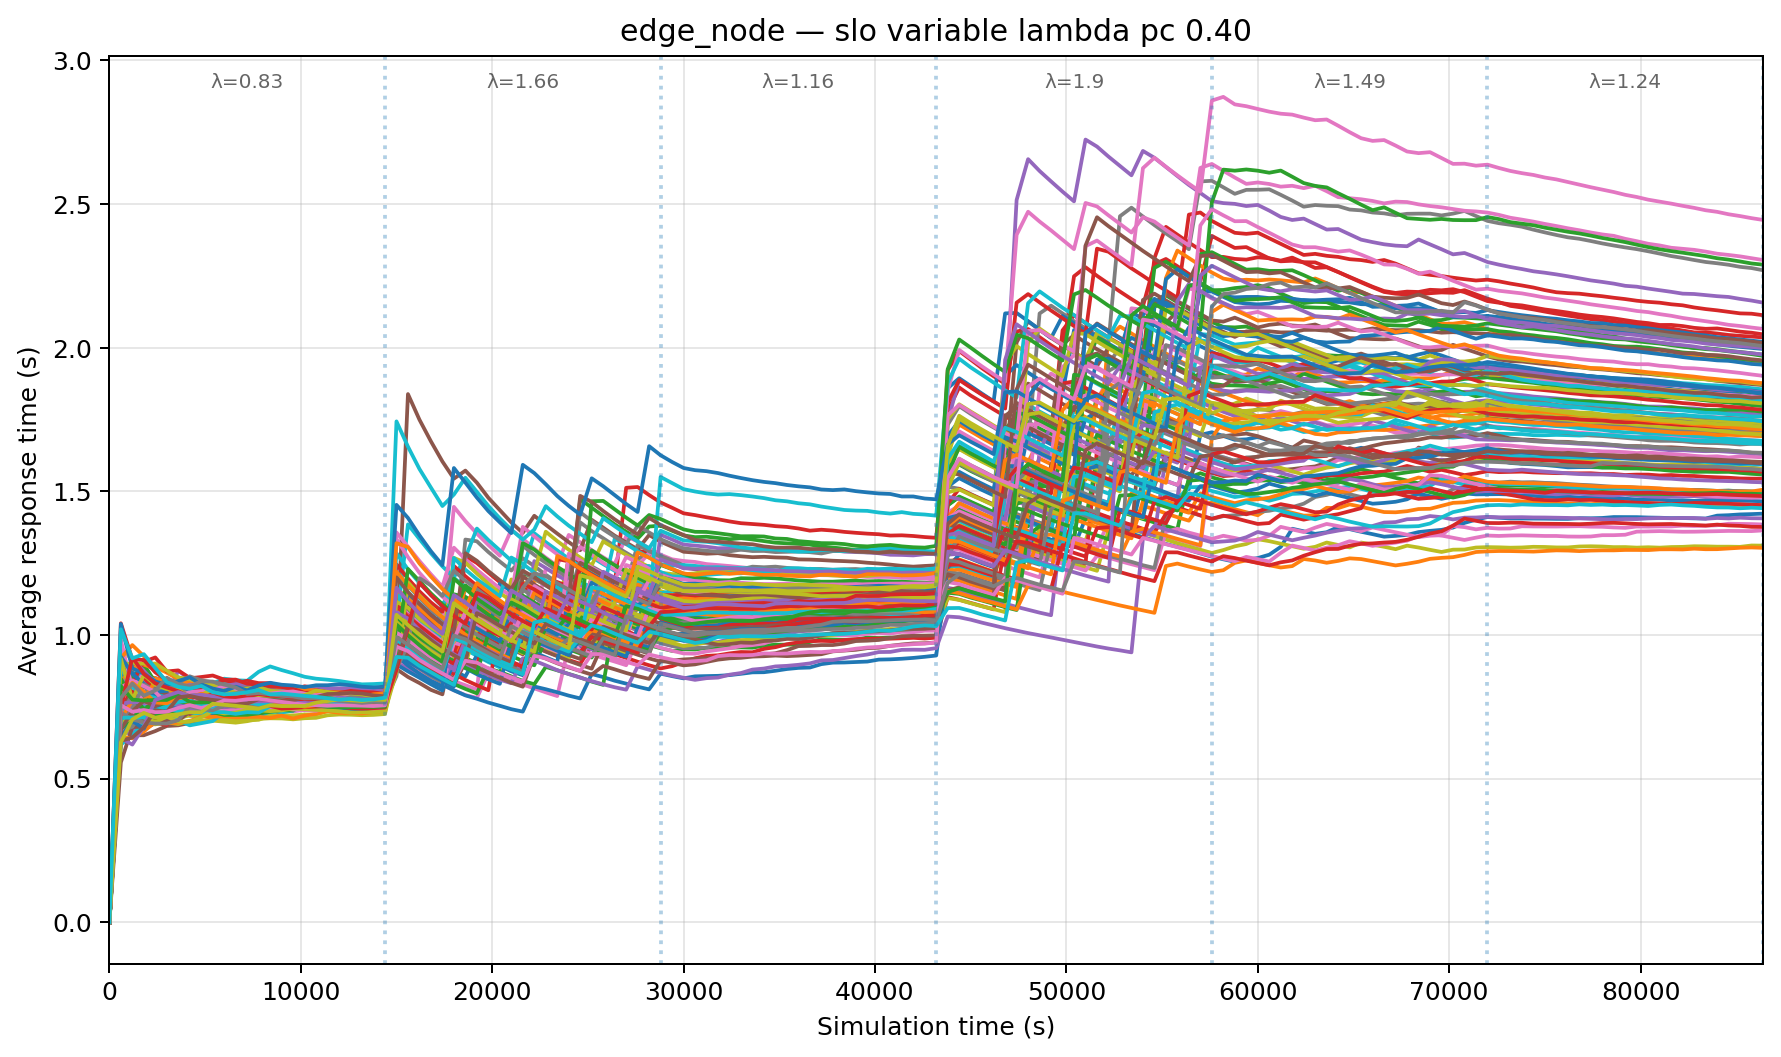 edge_node — slo variable lambda pc 0.40
λ=0.83 λ=1.66 λ=1.16 λ=1.9 λ=1.49 λ=1.24
Average response time (s)
3.0
2.5
2.0
1.5
1.0
0.5
0.0
0 10000 20000 30000 40000 50000 60000 70000 80000
Simulation time (s)